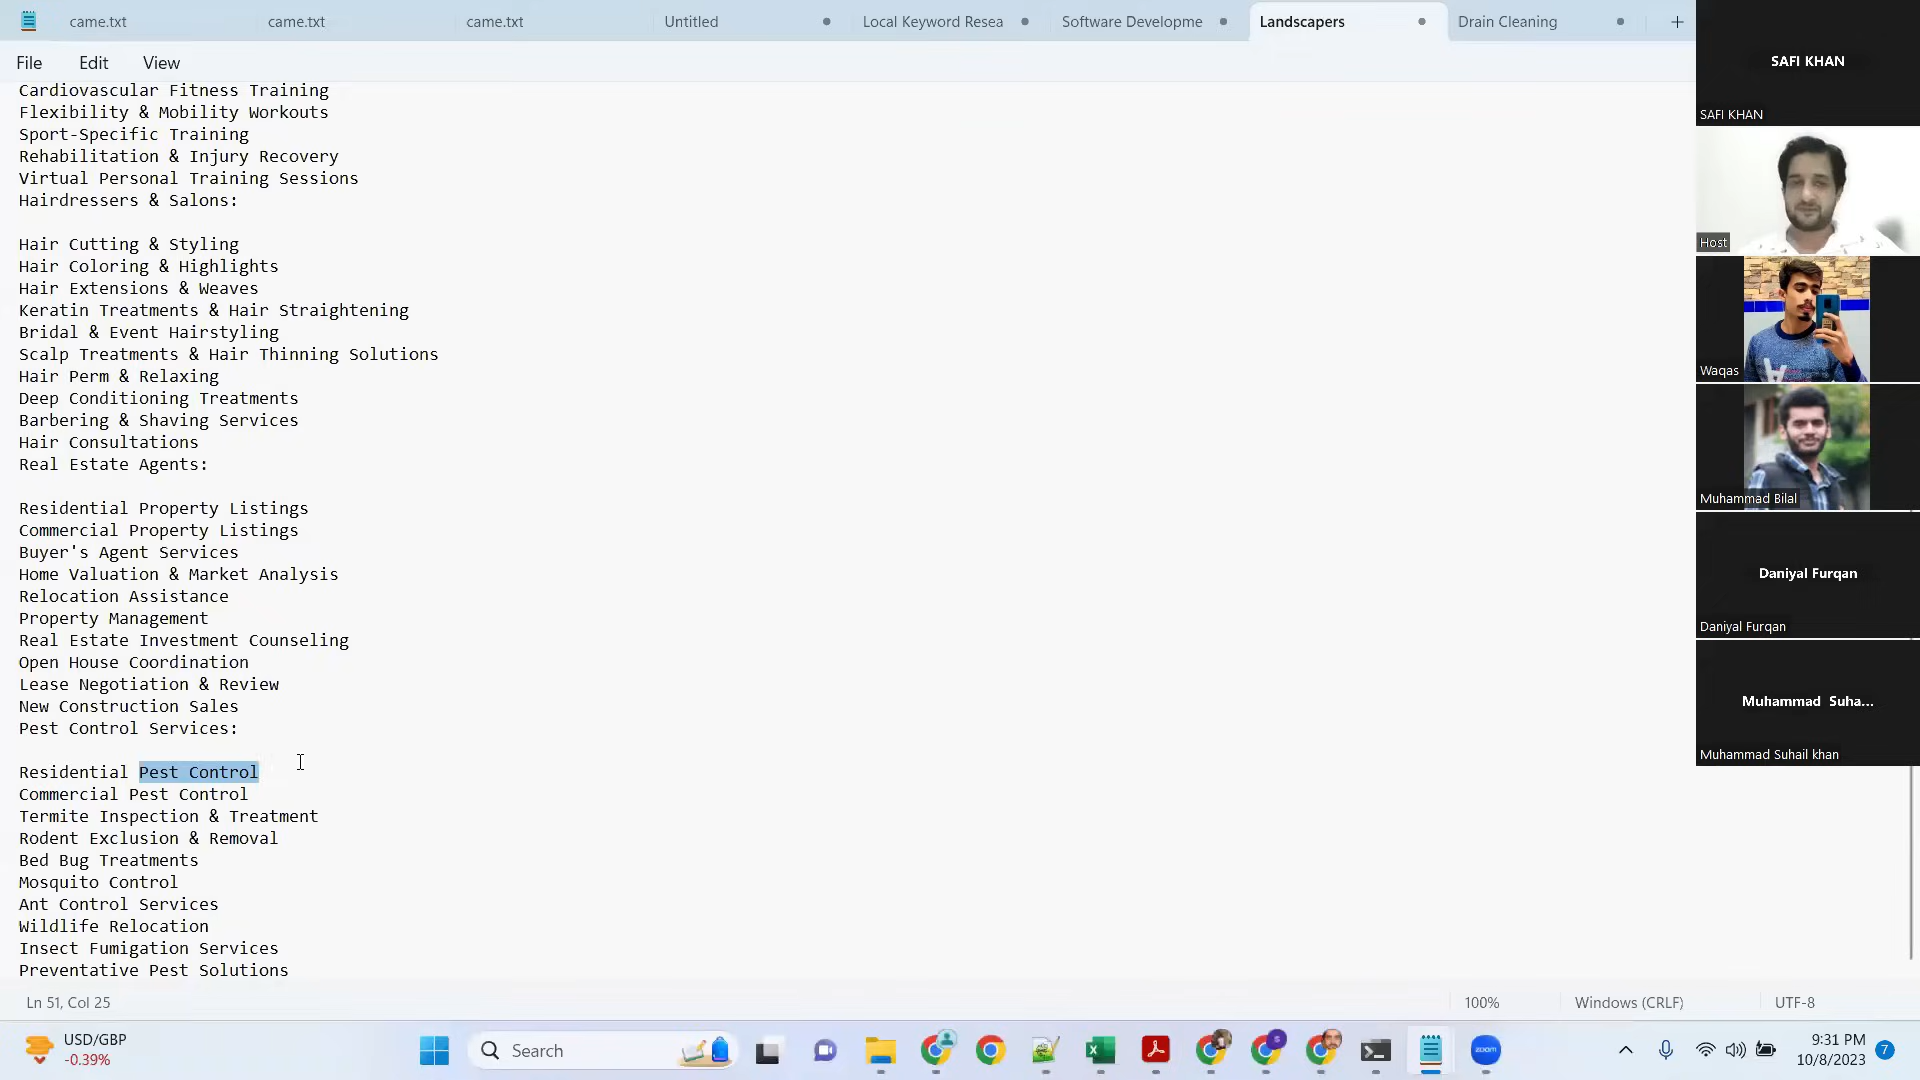 came.txt
came.txt
came.txt
Untitled
Local Keyword Resea
Software Developme
Landscapers
Drain Cleaning
File
Edit
View
Cardiovascular Fitness Training
Flexibility & Mobility Workouts
Sport-Specific Training
Rehabilitation & Injury Recovery
Virtual Personal Training Sessions
Hairdressers & Salons:
Hair Cutting & Styling
Hair Coloring & Highlights
Hair Extensions & Weaves
Keratin Treatments & Hair Straightening
Bridal & Event Hairstyling
Scalp Treatments & Hair Thinning Solutions
Hair Perm & Relaxing
Deep Conditioning Treatments
Barbering & Shaving Services
Hair Consultations
Real Estate Agents:
Residential Property Listings
Commercial Property Listings
Buyer's Agent Services
Home Valuation & Market Analysis
Relocation Assistance
Property Management
Real Estate Investment Counseling
Open House Coordination
Lease Negotiation & Review
New Construction Sales
Pest Control Services:
Residential Pest Control
Commercial Pest Control
Termite Inspection & Treatment
Rodent Exclusion & Removal
Bed Bug Treatments
Mosquito Control
Ant Control Services
Wildlife Relocation
Insect Fumigation Services
Preventative Pest Solutions
Ln 51, Col 25
100%
Windows (CRLF)
UTF-8
SAFI KHAN
SAFI KHAN
Host
Waqas
Muhammad Bilal
Daniyal Furqan
Daniyal Furqan
Muhammad Suha...
Muhammad Suhail khan
USD/GBP
-0.39%
Search
zoom
9:31 PM
10/8/2023
7